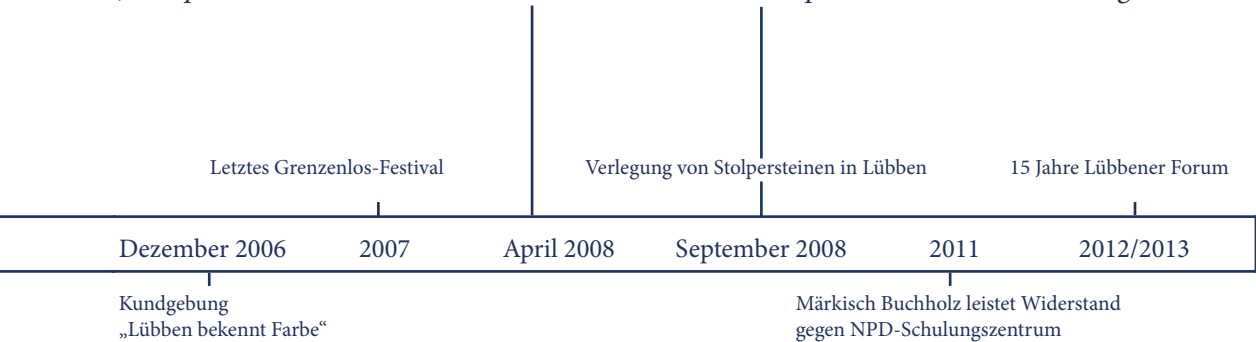 Letztes Grenzenlos-Festival
Verlegung von Stolpersteinen in Lübben
15 Jahre Lübbener Forum
Dezember 2006
2007
April 2008
September 2008
2011
2012/2013
Kundgebung
„Lübben bekennt Farbe“
Märkisch Buchholz leistet Widerstand
gegen NPD-Schulungszentrum